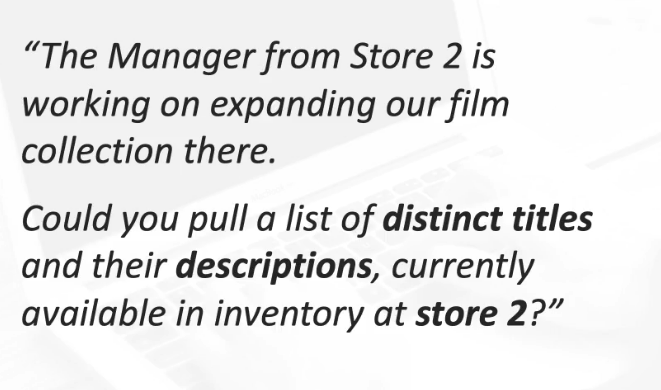 “The Manager from Store 2 is
working on expanding our film
collection there.
Could you pull a list of distinct titles
and their descriptions, currently
available in inventory at store 2?”